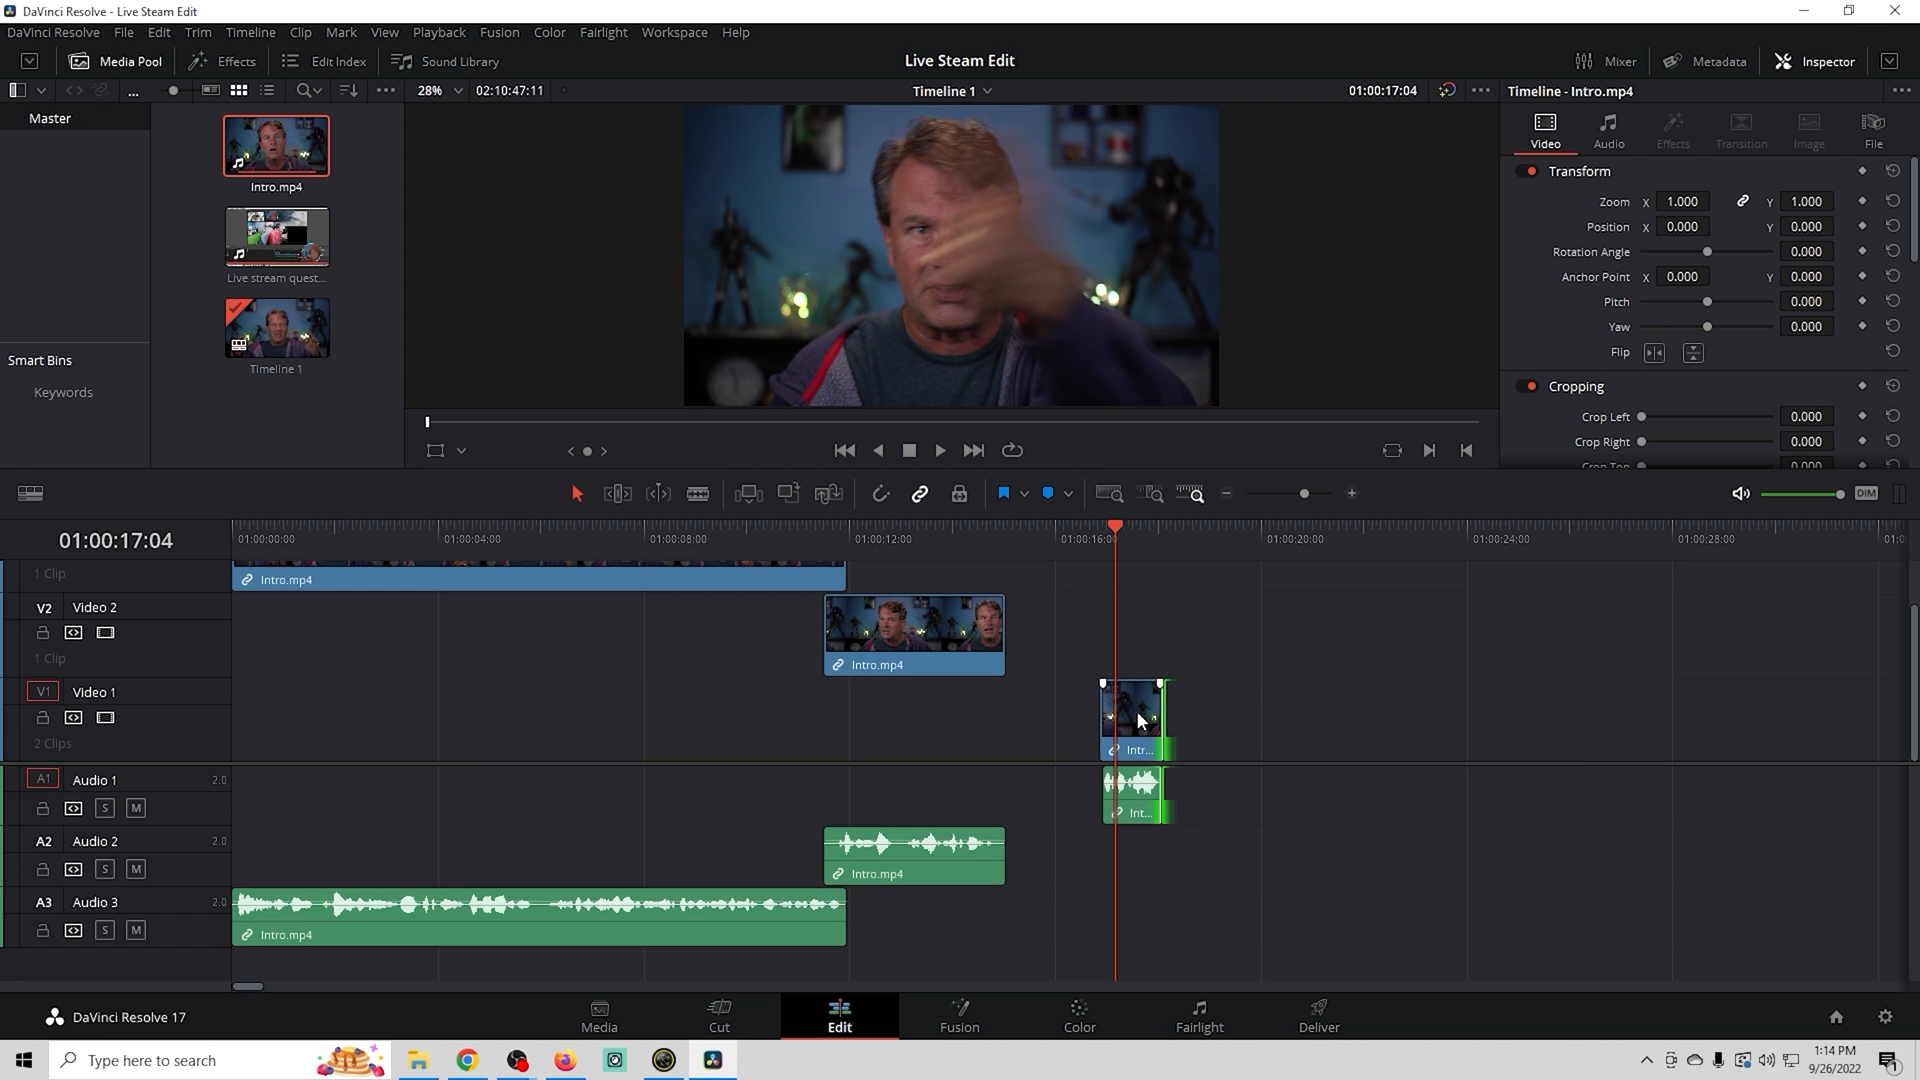 DaVinci Resolve - Live Steam Edit
DaVinci Resolve File Edit Trim Timeline Clip Mark View Playback Fusion Color Fairlight Workspace Help
Media Pool Effects Edit Index Sound Library Live Steam Edit Mixer Metadata Inspector
28% 02:10:47:11 Timeline 1 01:00:17:04 Timeline - Intro.mp4
Master
Intro.mp4
Live stream quest...
Timeline 1
Smart Bins
Keywords
Video Audio Effects Transition Image File
Transform
Zoom X 1.000 Y 1.000
Position X 0.000 Y 0.000
Rotation Angle 0.000
Anchor Point X 0.000 Y 0.000
Pitch 0.000
Yaw 0.000
Flip
Cropping
Crop Left 0.000
Crop Right 0.000
DIM
01:00:17:04 01:00:00:00 01:00:04:00 01:00:08:00 01:00:12:00 01:00:16:00 01:00:20:00 01:00:24:00 01:00:28:00
1 Clip
Intro.mp4
V2 Video 2
1 Clip
Intro.mp4
V1 Video 1
2 Clips
Intr...
A1 Audio 1 2.0
S M
Int...
A2 Audio 2 2.0
S M
Intro.mp4
A3 Audio 3 2.0
S M
Intro.mp4
DaVinci Resolve 17
Media Cut Edit Fusion Color Fairlight Deliver
Type here to search
1:14 PM
9/26/2022